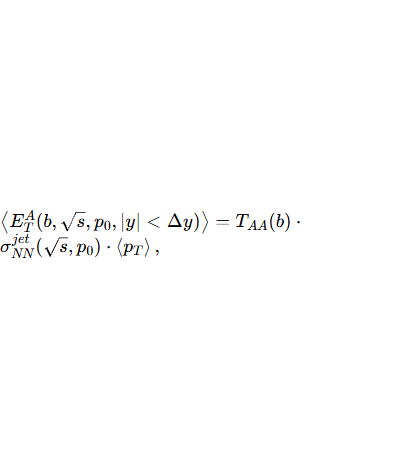 ⟨E_T^A(b, √s, p_0, |y| < Δy)⟩ = T_{AA}(b) ·
σ_{NN}^{jet}(√s, p_0) · ⟨p_T⟩ ,